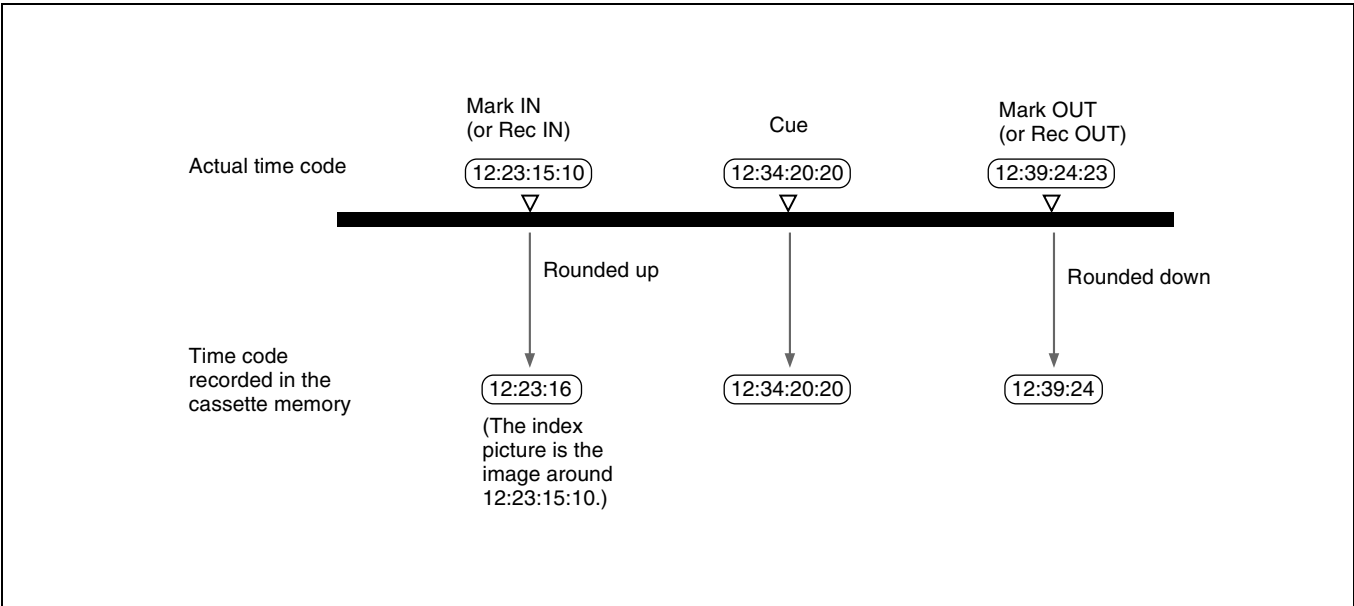 Mark IN
(or Rec IN)
Cue
Mark OUT
(or Rec OUT)
Actual time code
12:23:15:10
12:34:20:20
12:39:24:23
Rounded up
Rounded down
Time code
recorded in the
cassette memory
12:23:16
12:34:20:20
12:39:24
(The index
picture is the
image around
12:23:15:10.)